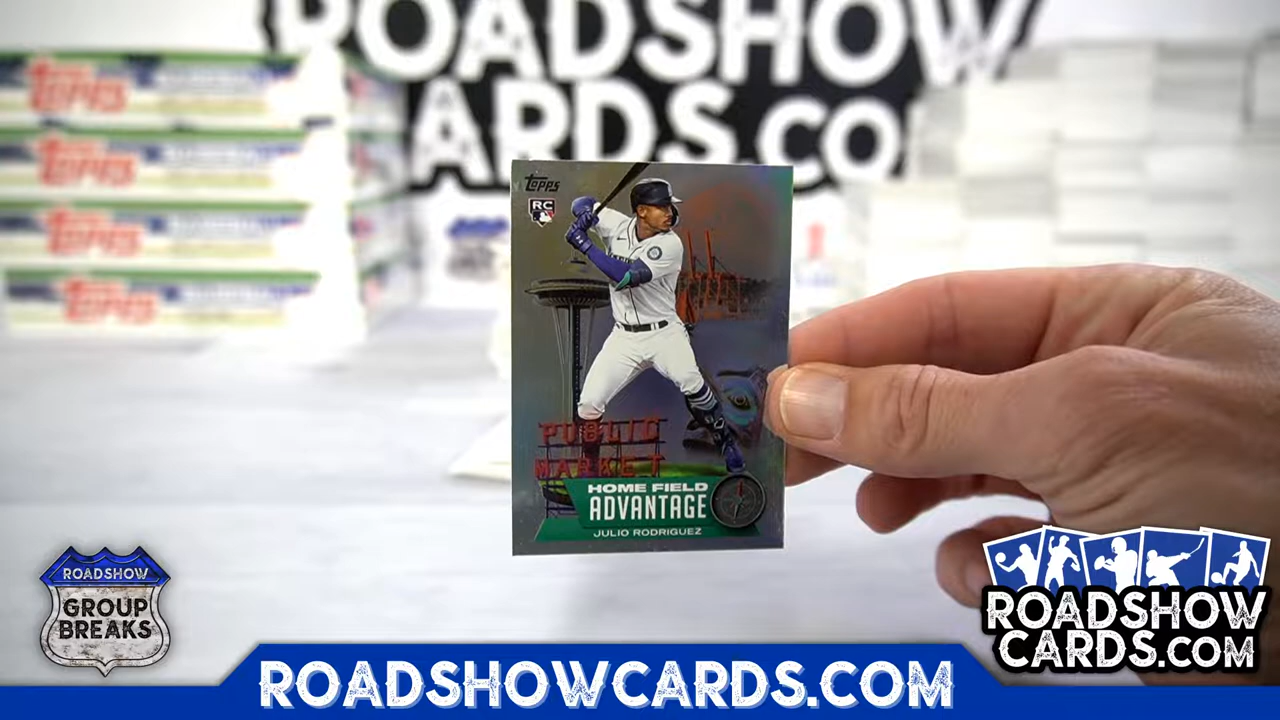 ROADSHOW
CARDS.CO
TOPPS
TOPPS
TOPPS
TOPPS
TOPPS
RC
PUBLIC
MARKET
HOME FIELD
ADVANTAGE
JULIO RODRIGUEZ
ROADSHOW
GROUP
BREAKS
ROADSHOW
CARDS.COM
ROADSHOWCARDS.COM